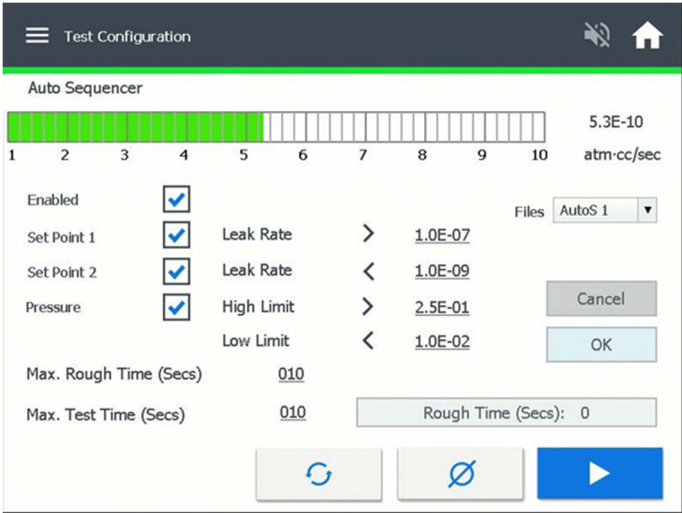 Test Configuration
Auto Sequencer
5.3E-10
1 2 3 4 5 6 7 8 9 10 atm·cc/sec
Enabled
Files AutoS 1
Set Point 1 Leak Rate > 1.0E-07
Set Point 2 Leak Rate < 1.0E-09
Pressure High Limit > 2.5E-01
Cancel
Low Limit < 1.0E-02
OK
Max. Rough Time (Secs) 010
Max. Test Time (Secs) 010 Rough Time (Secs): 0